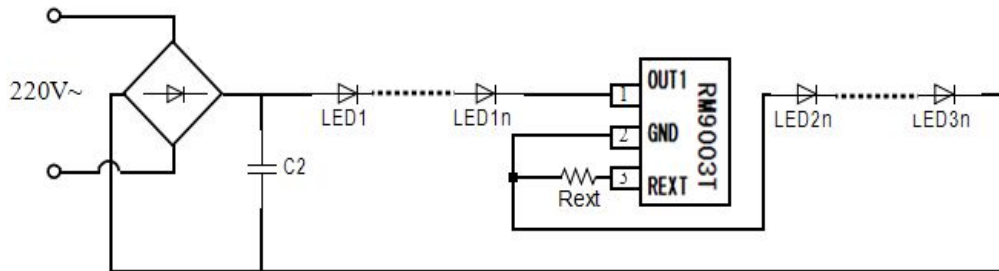 220V~
LED1
LED1n
C2
1
OUT1
2
GND
3
REXT
RM9003T
Rext
LED2n
LED3n